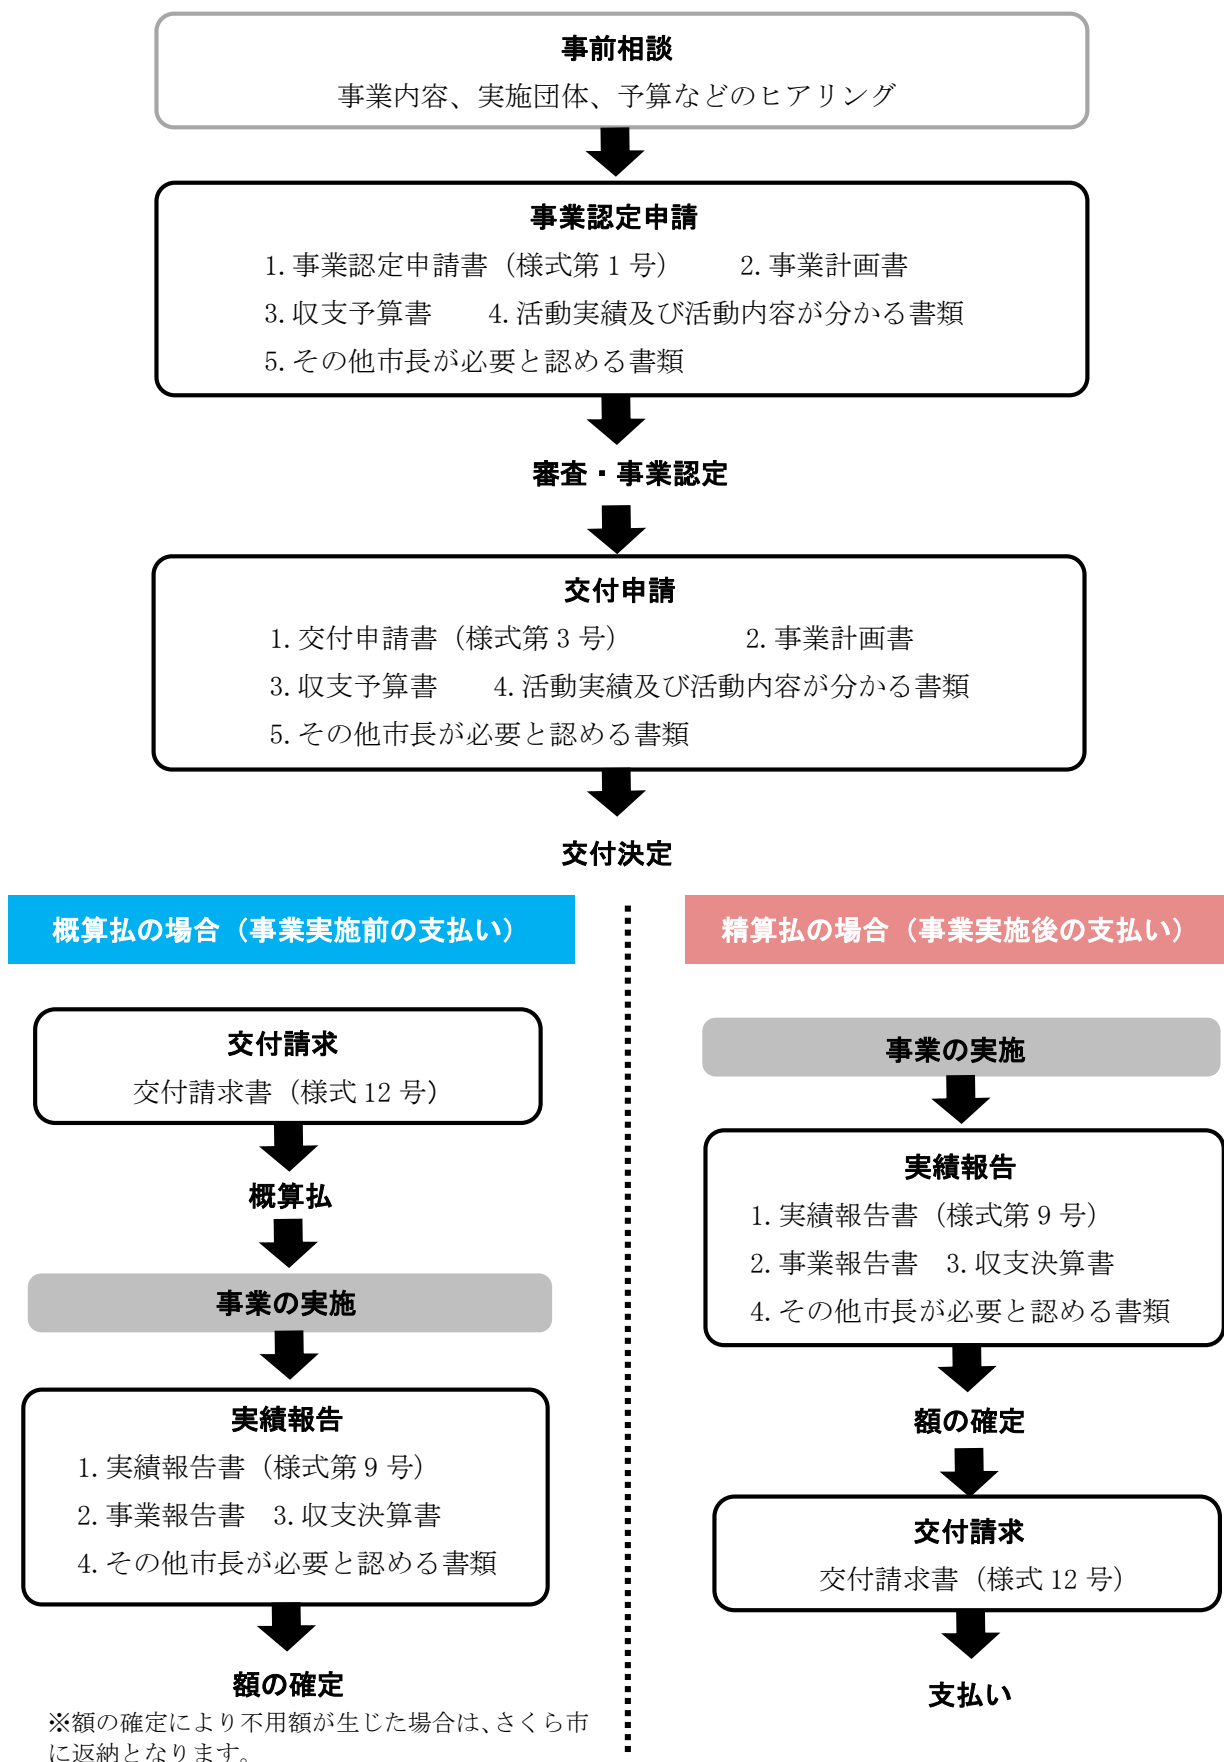 事前相談
事業内容、実施団体、予算などのヒアリング
事業認定申請
1.事業認定申請書（様式第1号）　2.事業計画書
3.収支予算書　4.活動実績及び活動内容が分かる書類
5.その他市長が必要と認める書類
審査・事業認定
交付申請
1.交付申請書（様式第3号）　2.事業計画書
3.収支予算書　4.活動実績及び活動内容が分かる書類
5.その他市長が必要と認める書類
交付決定
概算払の場合（事業実施前の支払い）
交付請求
交付請求書（様式12号）
概算払
事業の実施
実績報告
1.実績報告書（様式第9号）
2.事業報告書　3.収支決算書
4.その他市長が必要と認める書類
額の確定
※額の確定により不用額が生じた場合は、さくら市
に返納となります。
精算払の場合（事業実施後の支払い）
事業の実施
実績報告
1.実績報告書（様式第9号）
2.事業報告書　3.収支決算書
4.その他市長が必要と認める書類
額の確定
交付請求
交付請求書（様式12号）
支払い